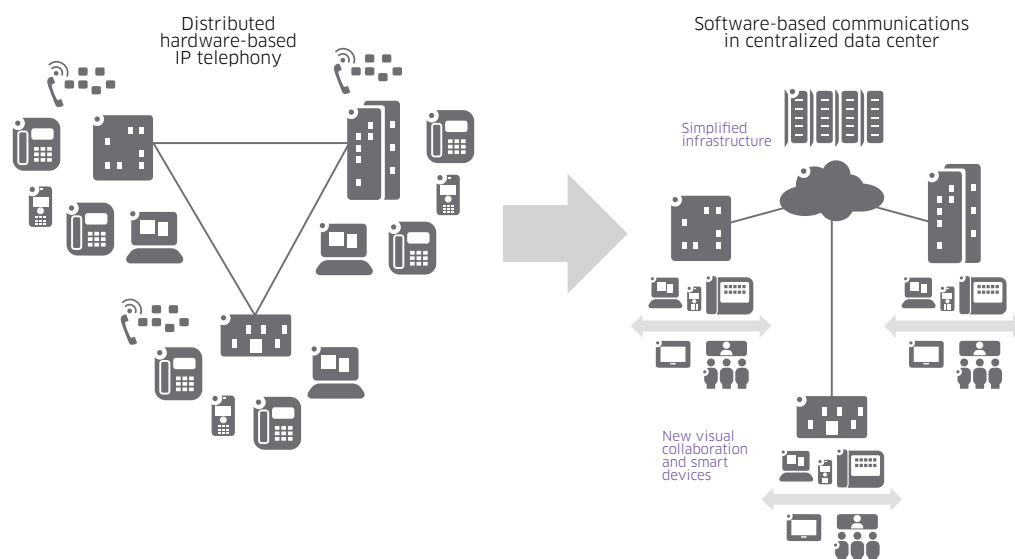 Distributed
hardware-based
IP telephony
Software-based communications
in centralized data center
Simplified
infrastructure
New visual
collaboration
and smart
devices